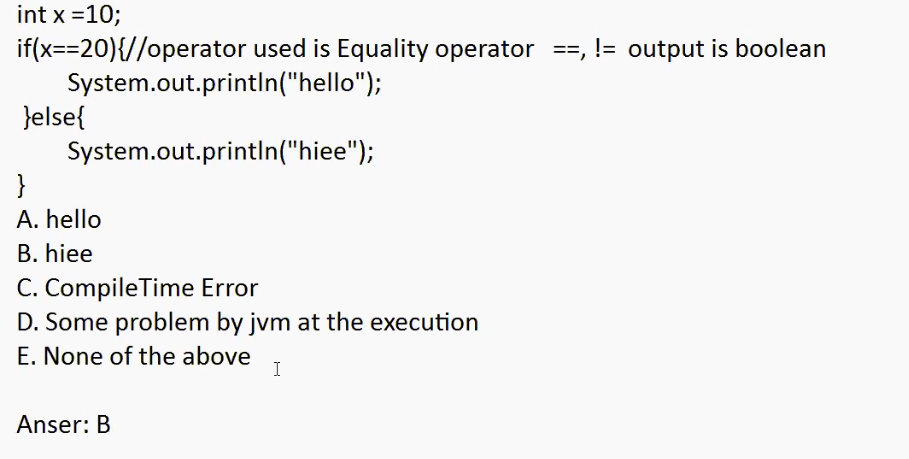 int x =10;
if(x==20){//operator used is Equality operator   ==, !=  output is boolean
        System.out.println("hello");
 }else{
        System.out.println("hiee");
}
A. hello
B. hiee
C. CompileTime Error
D. Some problem by jvm at the execution
E. None of the above
Anser: B